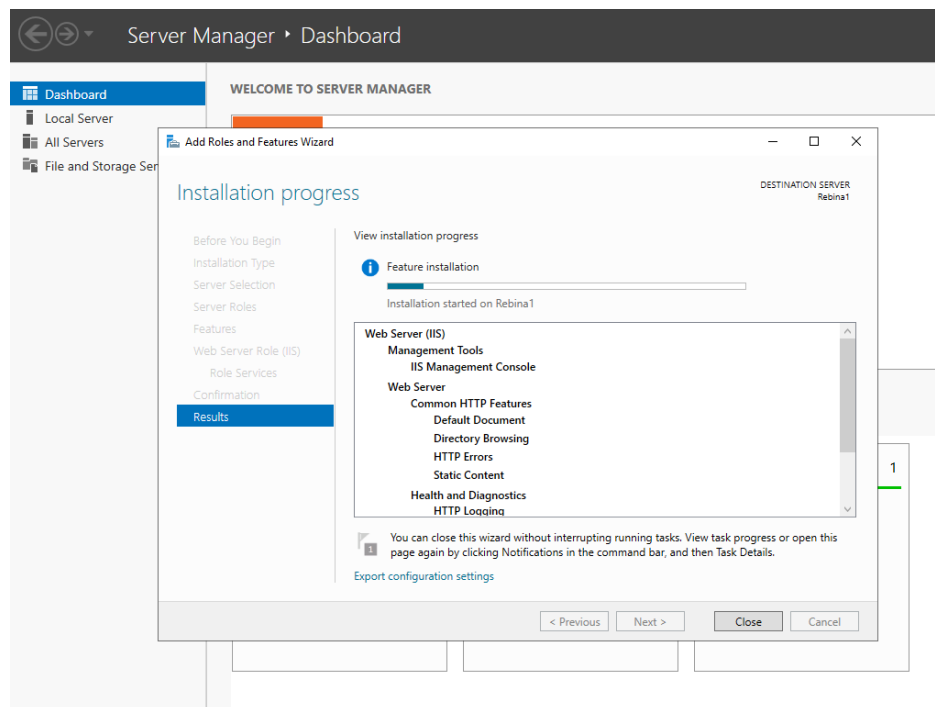 Server Manager ‣ Dashboard
Dashboard
Local Server
All Servers
File and Storage Ser
WELCOME TO SERVER MANAGER
Add Roles and Features Wizard
Installation progress
DESTINATION SERVER
Rebina1
Before You Begin
Installation Type
Server Selection
Server Roles
Features
Web Server Role (IIS)
Role Services
Confirmation
Results
View installation progress
Feature installation
Installation started on Rebina1
Web Server (IIS)
Management Tools
IIS Management Console
Web Server
Common HTTP Features
Default Document
Directory Browsing
HTTP Errors
Static Content
Health and Diagnostics
HTTP Logging
1
You can close this wizard without interrupting running tasks. View task progress or open this
page again by clicking Notifications in the command bar, and then Task Details.
Export configuration settings
< Previous
Next >
Close
Cancel
1